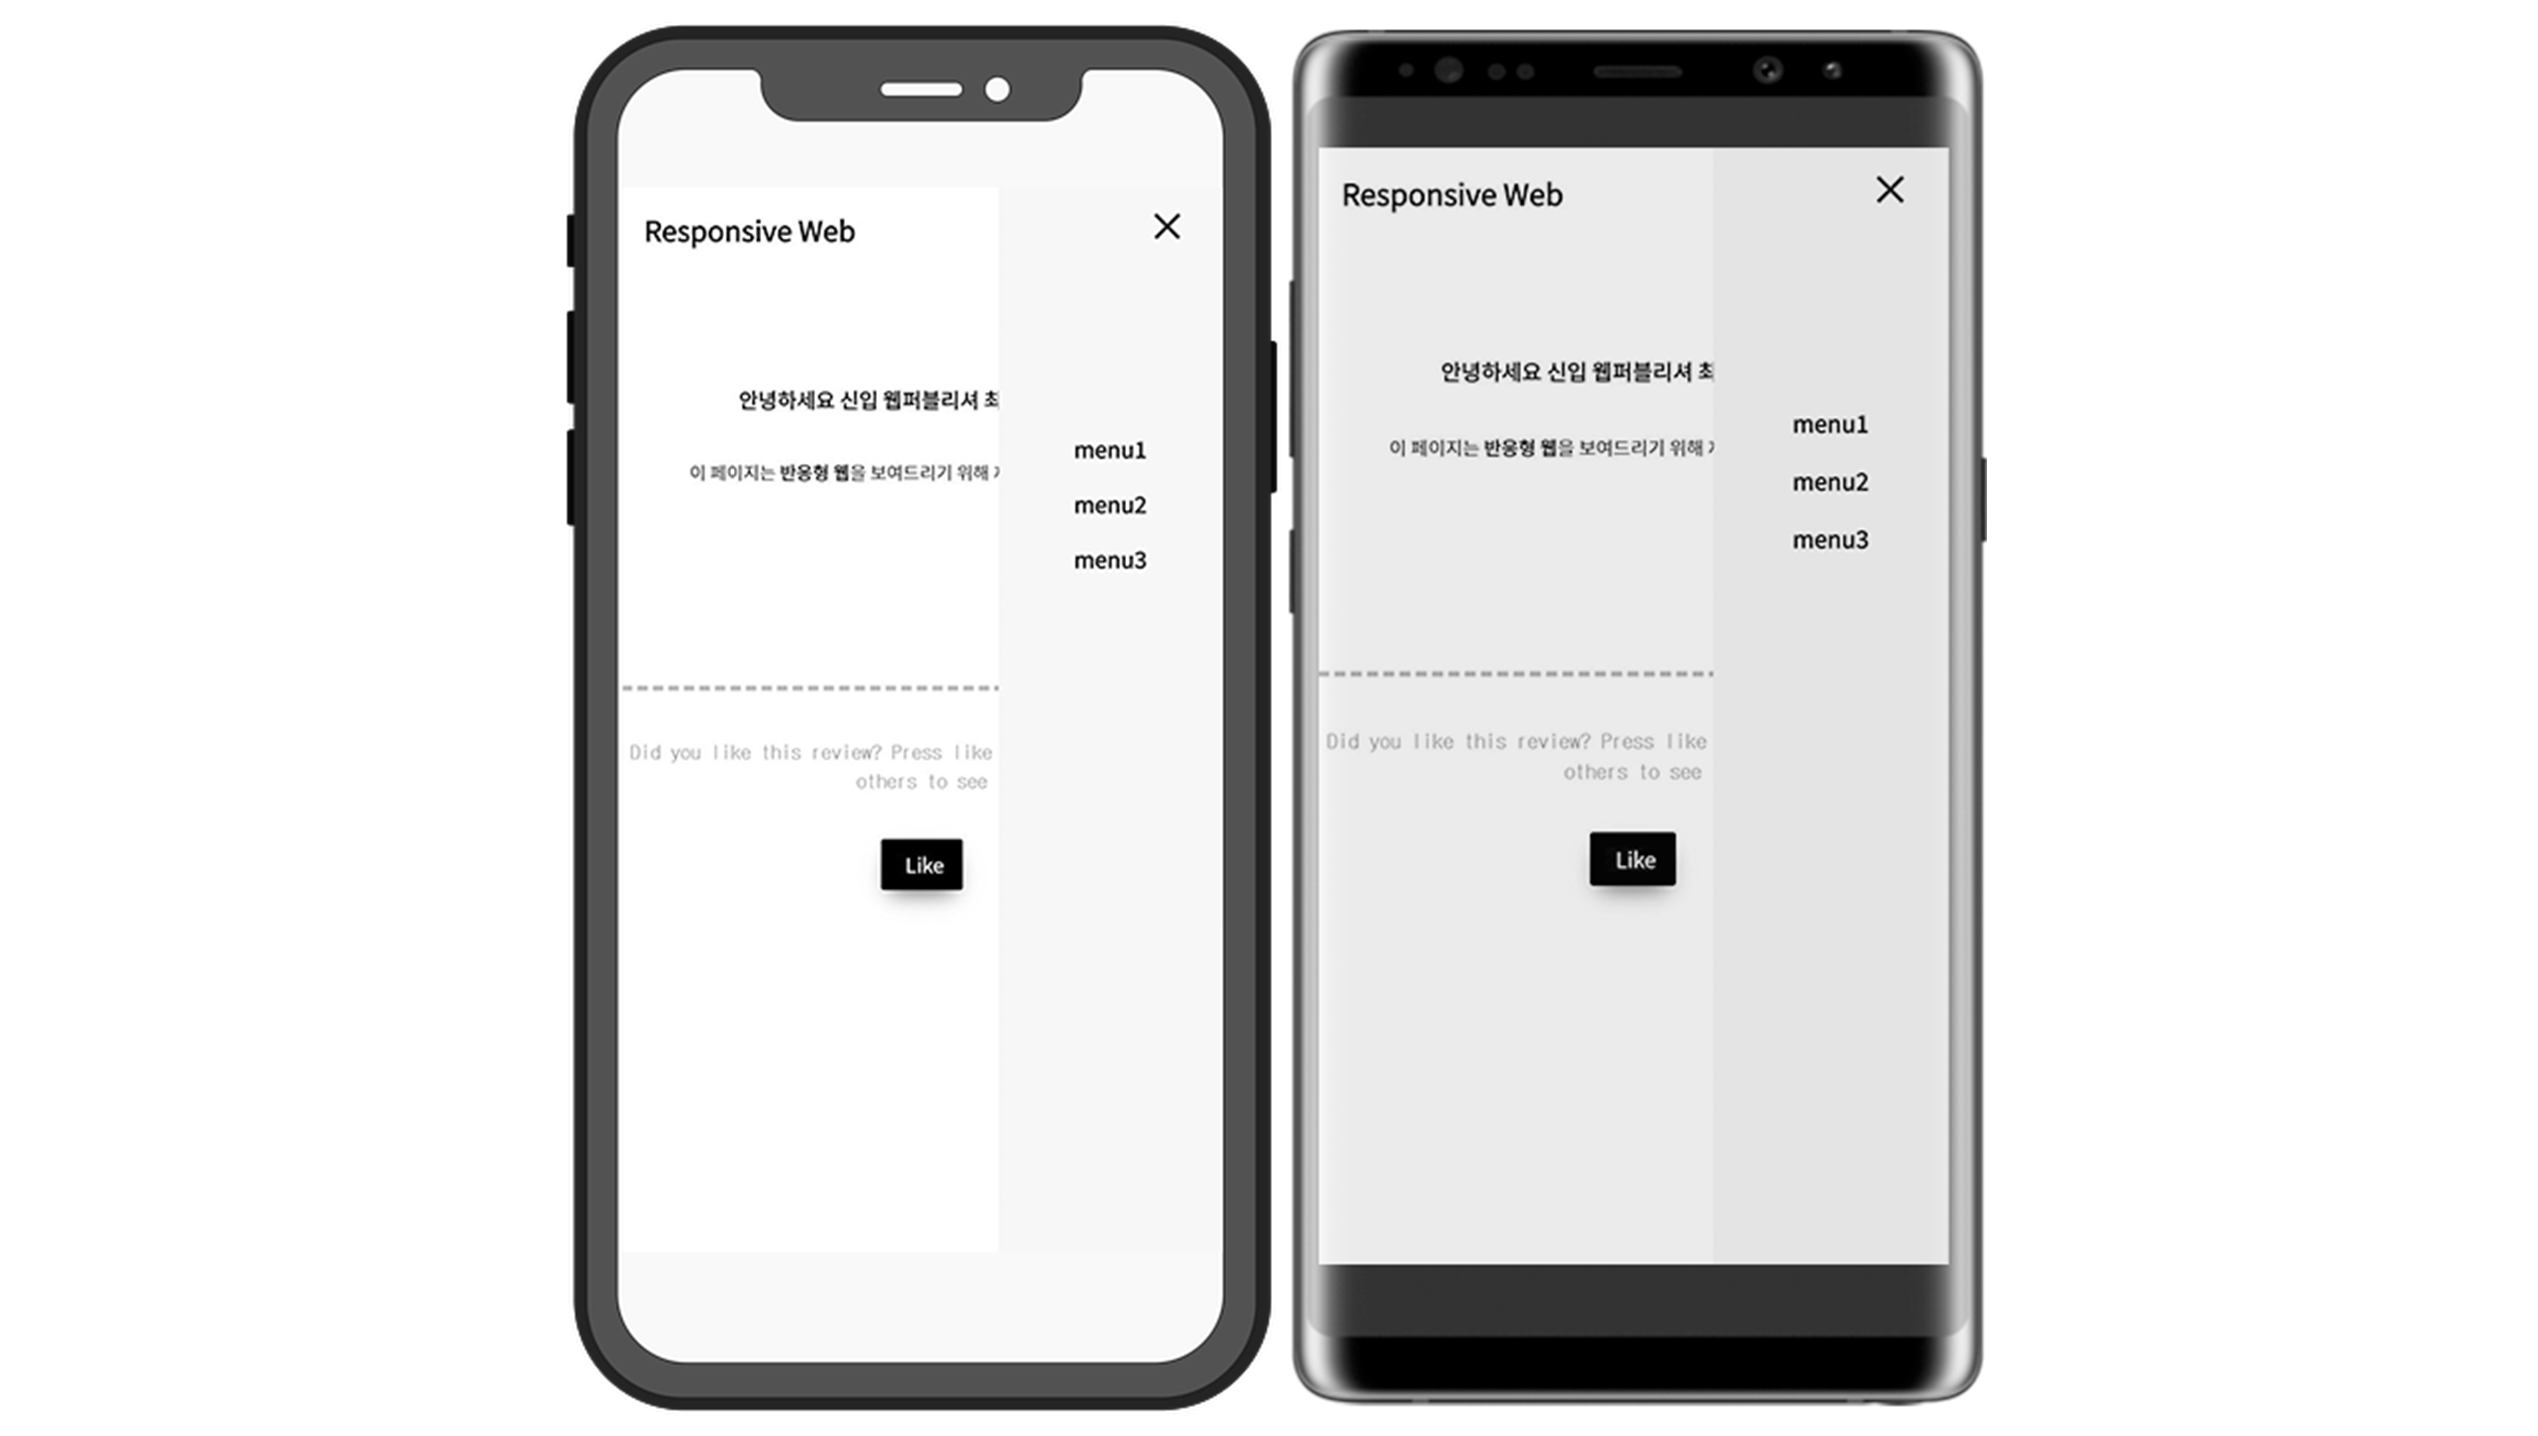 Responsive Web
안녕하세요 신입 웹퍼블리셔 최
이 페이지는 반응형 웹을 보여드리기 위해
menu1
menu2
menu3
Did you like this review? Press like
others to see
Like
Responsive Web
안녕하세요 신입 웹퍼블리셔 최
이 페이지는 반응형 웹을 보여드리기 위해
menu1
menu2
menu3
Did you like this review? Press like
others to see
Like